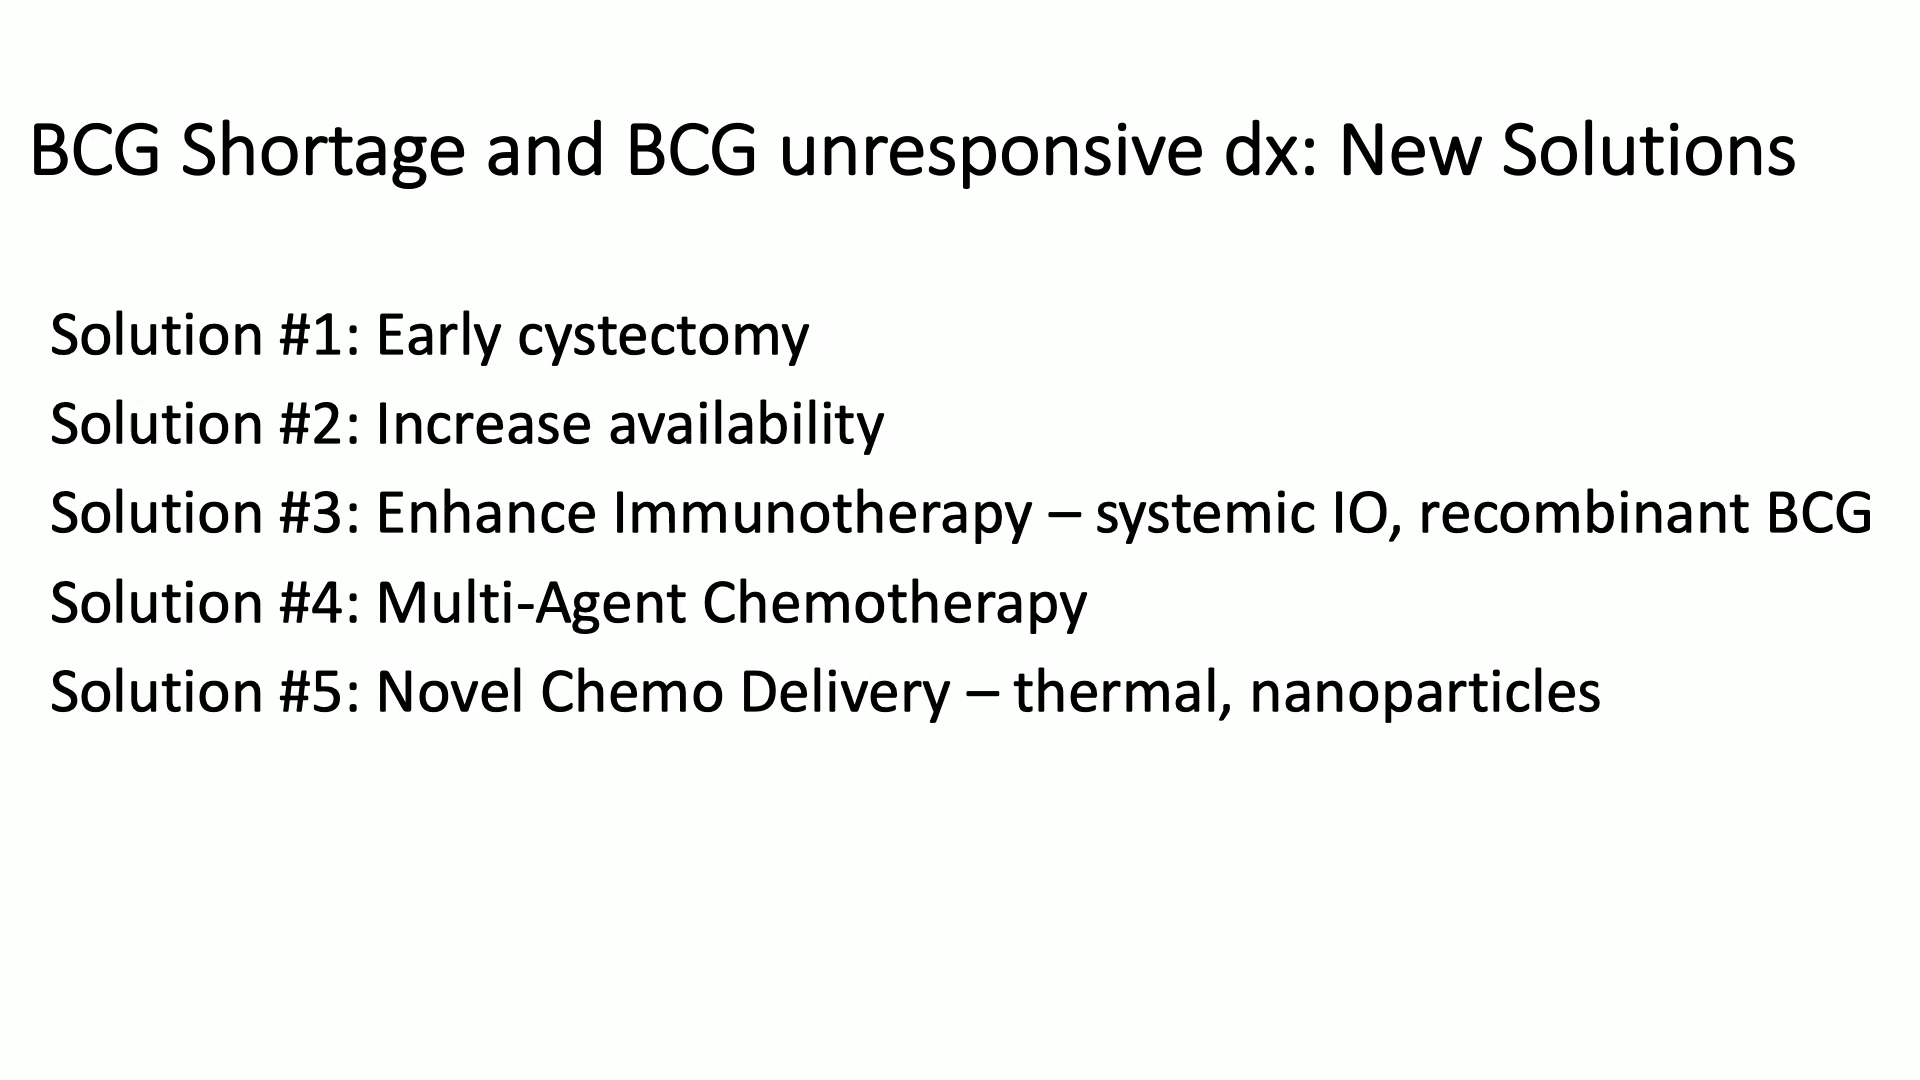 BCG Shortage and BCG unresponsive dx: New Solutions
Solution #1: Early cystectomy
Solution #2: Increase availability
Solution #3: Enhance Immunotherapy – systemic IO, recombinant BCG
Solution #4: Multi-Agent Chemotherapy
Solution #5: Novel Chemo Delivery – thermal, nanoparticles